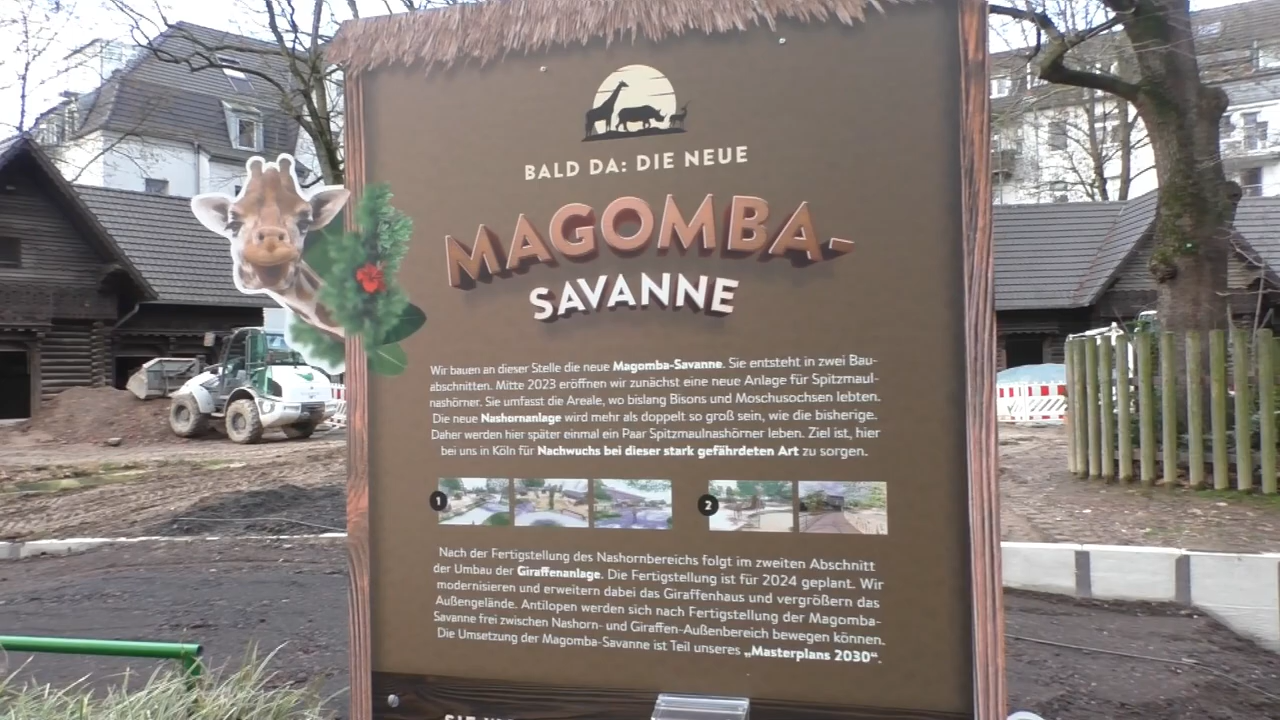 BALD DA: DIE NEUE
MAGOMBA-
SAVANNE
Wir bauen an dieser Stelle die neue Magomba-Savanne. Sie entsteht in zwei Bau-
abschnitten. Mitte 2023 eröffnen wir zunächst eine neue Anlage für Spitzmaul-
nashörner. Sie umfasst die Areale, wo bislang Bisons und Moschusochsen lebten.
Die neue Nashornanlage wird mehr als doppelt so groß sein, wie die bisherige.
Daher werden hier später einmal ein Paar Spitzmaulnashörner leben. Ziel ist, hier
bei uns in Köln für Nachwuchs bei dieser stark gefährdeten Art zu sorgen.
1
2
Nach der Fertigstellung des Nashornbereichs folgt im zweiten Abschnitt
der Umbau der Giraffenanlage. Die Fertigstellung ist für 2024 geplant. Wir
modernisieren und erweitern dabei das Giraffenhaus und vergrößern das
Außengelände. Antilopen werden sich nach Fertigstellung der Magomba-
Savanne frei zwischen Nashorn- und Giraffen-Außenbereich bewegen können.
Die Umsetzung der Magomba-Savanne ist Teil unseres „Masterplans 2030“.